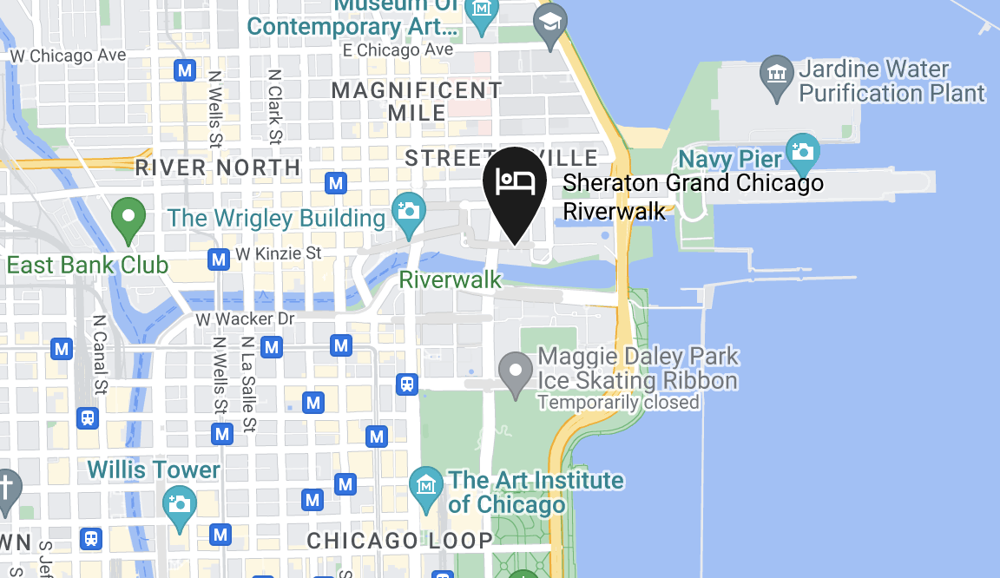 Museum Of
Contemporary Art...
W Chicago Ave
E Chicago Ave
M
N Wells St
N Clark St
MAGNIFICENT
MILE
Jardine Water
Purification Plant
Navy Pier
RIVER NORTH
M
Sheraton Grand Chicago
Riverwalk
The Wrigley Building
East Bank Club
M
W Kinzie St
Riverwalk
W Wacker Dr
N Canal St
N Wells St
N La Salle St
M
M
M
Maggie Daley Park
Ice Skating Ribbon
Temporarily closed
M
M
M
Willis Tower
The Art Institute
of Chicago
M
M
M
CHICAGO LOOP